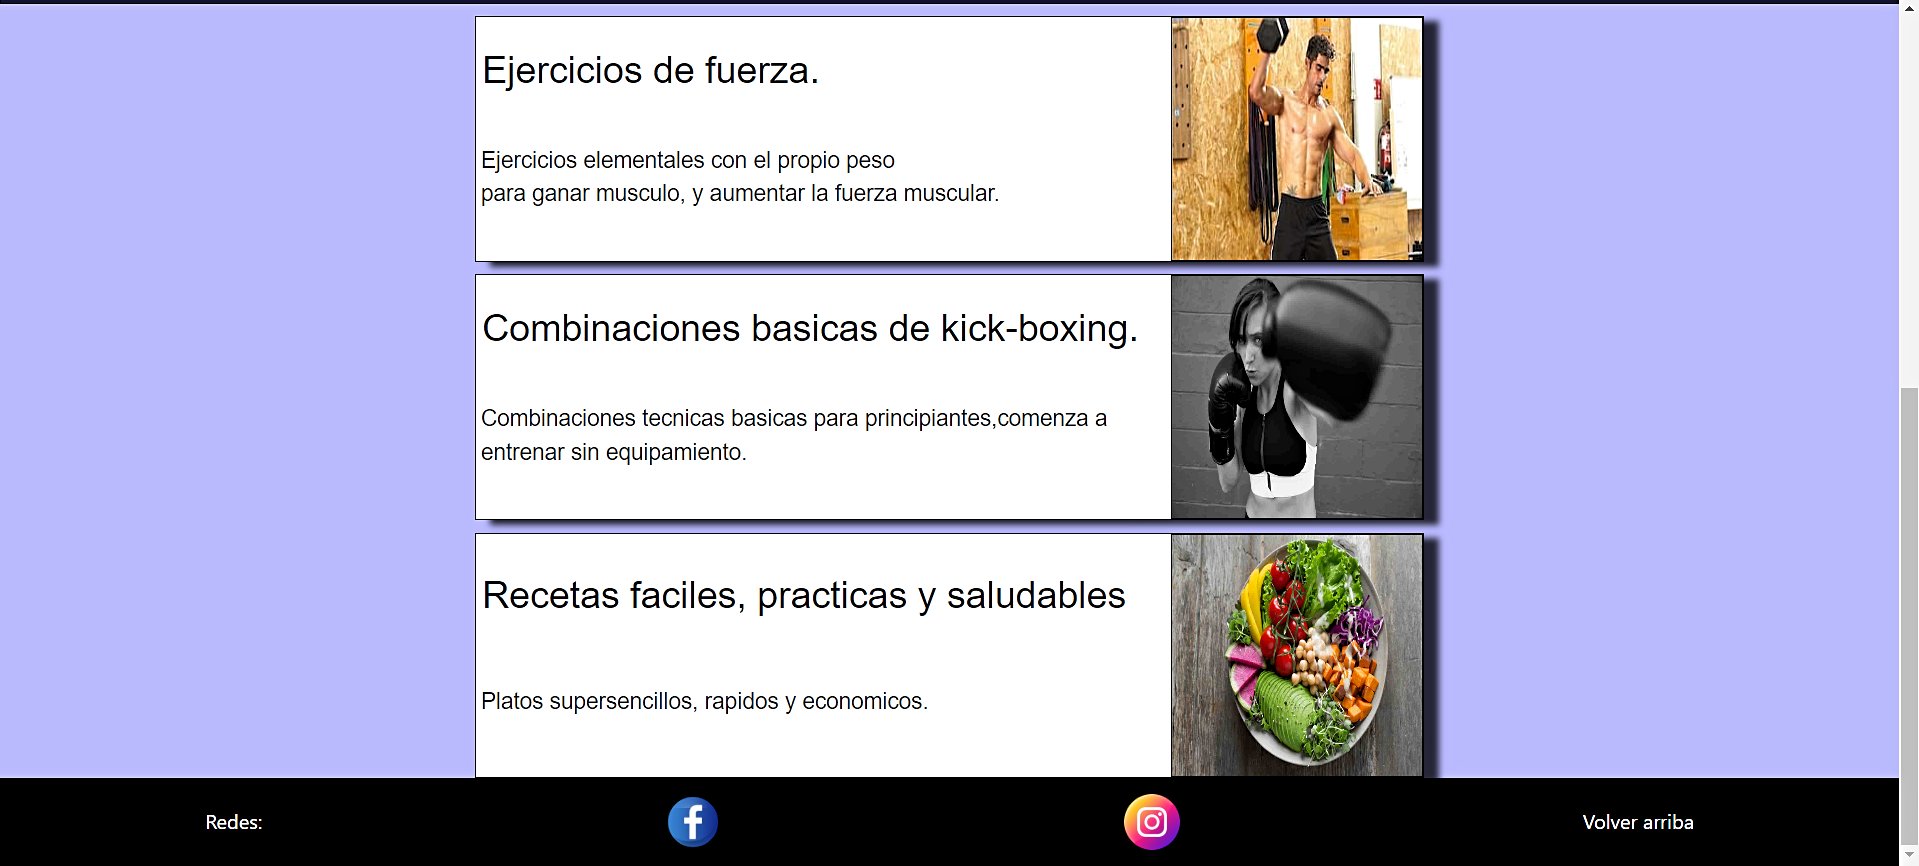 Ejercicios de fuerza.
Ejercicios elementales con el propio peso
para ganar musculo, y aumentar la fuerza muscular.
Combinaciones basicas de kick-boxing.
Combinaciones tecnicas basicas para principiantes,comenza a
entrenar sin equipamiento.
Recetas faciles, practicas y saludables
Platos supersencillos, rapidos y economicos.
Redes:
Volver arriba